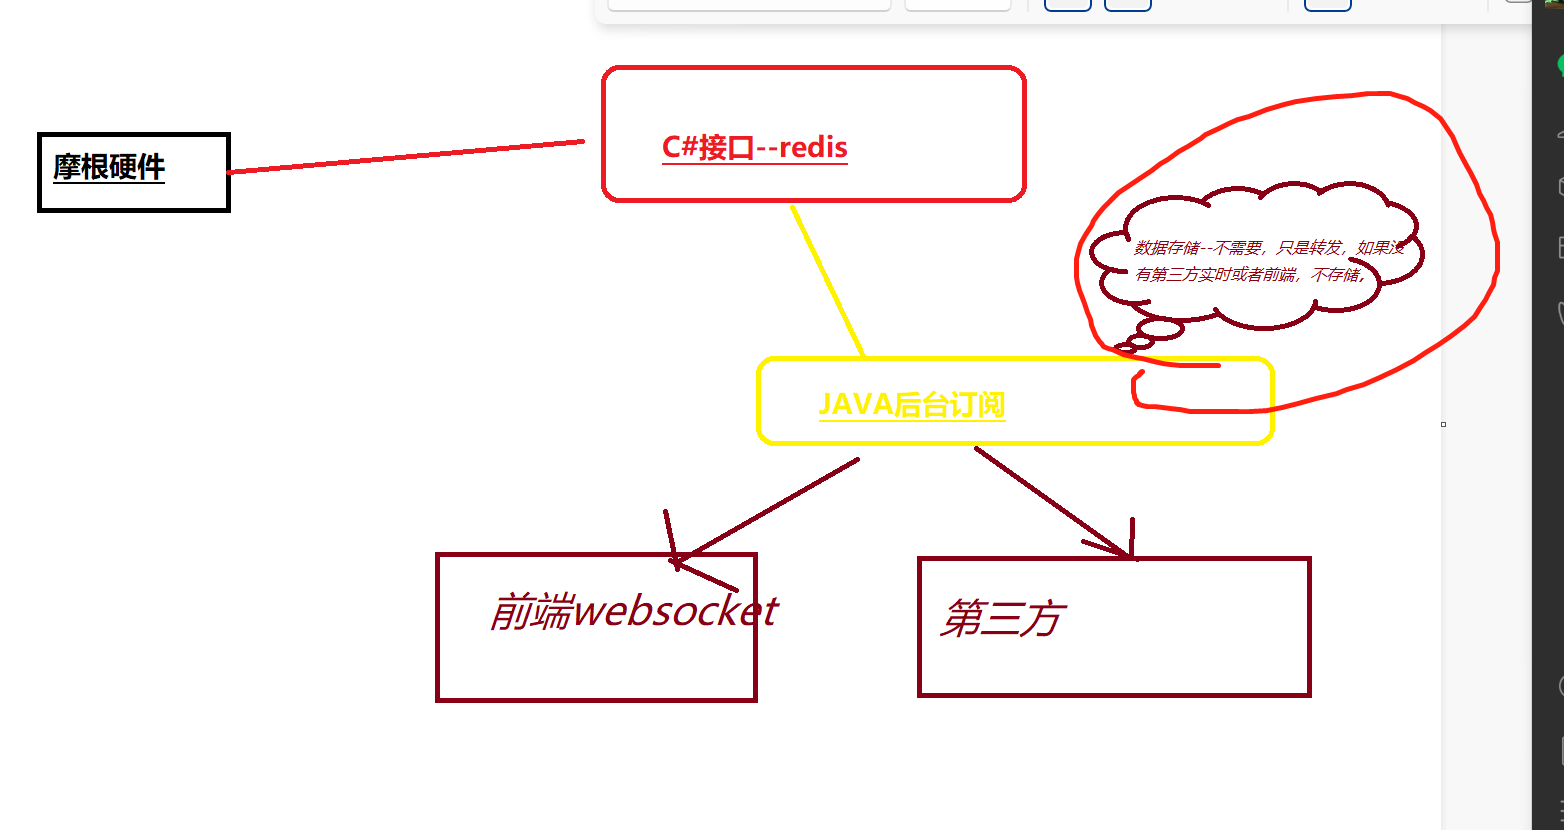 摩根硬件
C#接口--redis
数据存储--不需要，只是转发，如果没
有第三方实时或者前端，不存储，
JAVA后台订阅
前端websocket
第三方